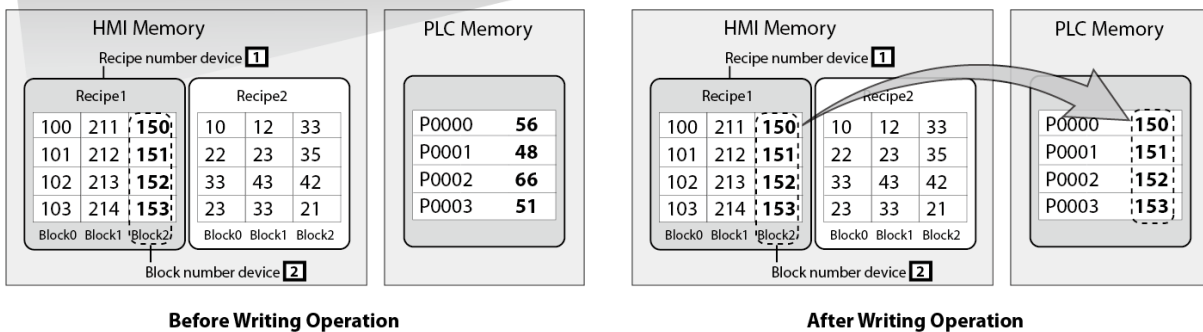 HMI Memory
Recipe number device 1
Recipe1
Recipe2
100 211 150 10 12 33
101 212 151 22 23 35
102 213 152 33 43 42
103 214 153 23 33 21
Block0 Block1 Block2 Block0 Block1 Block2
Block number device 2
PLC Memory
P0000 56
P0001 48
P0002 66
P0003 51
Before Writing Operation
HMI Memory
Recipe number device 1
Recipe1
Recipe2
100 211 150 10 12 33
101 212 151 22 23 35
102 213 152 33 43 42
103 214 153 23 33 21
Block0 Block1 Block2 Block0 Block1 Block2
Block number device 2
PLC Memory
P0000 150
P0001 151
P0002 152
P0003 153
After Writing Operation